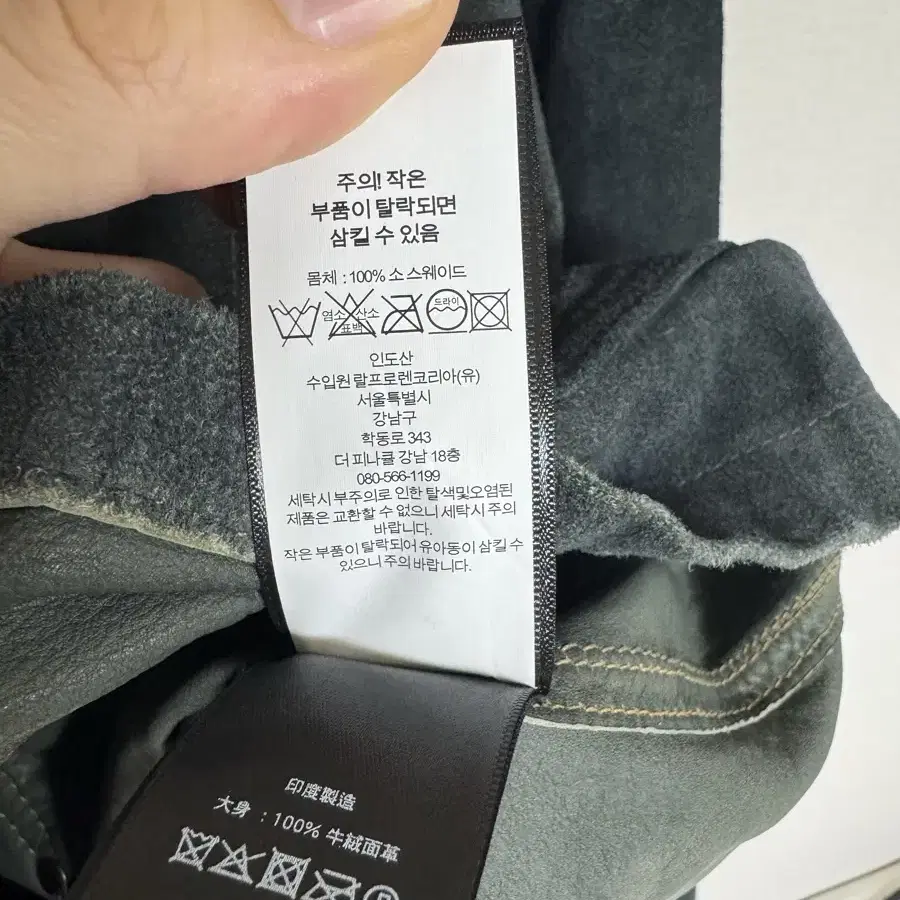 주의! 작은
부품이 탈락되면
삼킬 수 있음
몸체 : 100% 소 스웨이드
염소 산소
표백
드라이
인도산
수입원 랄프로렌코리아(유)
서울특별시
강남구
학동로 343
더 피나클 강남 18층
080-566-1199
세탁시 부주의로 인한 탈색및오염된
제품은 교환할 수 없으니 세탁시 주의
바랍니다.
작은 부품이 탈락되어 유아동이 삼킬 수
있으니 주의 바랍니다.
印度製造
大身 : 100% 牛絨面革
P